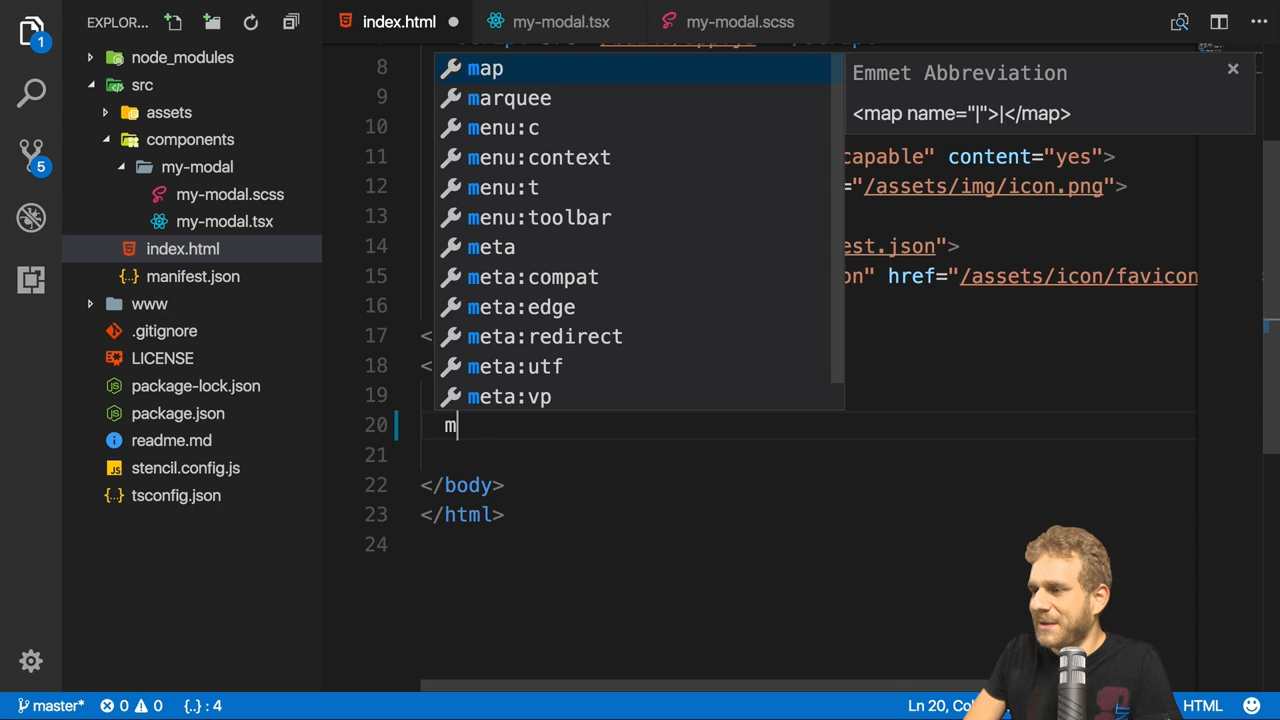 EXPLOR...
index.html
my-modal.tsx
my-modal.scss
1
5
node_modules
src
assets
components
my-modal
my-modal.scss
my-modal.tsx
index.html
manifest.json
www
.gitignore
LICENSE
package-lock.json
package.json
readme.md
stencil.config.js
tsconfig.json
8
9
10
11 capable" content="yes">
12 ="/assets/img/icon.png">
13
14 est.json">
15 on" href="/assets/icon/favicon
16
17 <
18 <
19
20 m
21
22 </body>
23 </html>
24
map
marquee
menu:c
menu:context
menu:t
menu:toolbar
meta
meta:compat
meta:edge
meta:redirect
meta:utf
meta:vp
Emmet Abbreviation
<map name="|">|</map>
master* 0 0 {..} : 4
Ln 20,
HTML